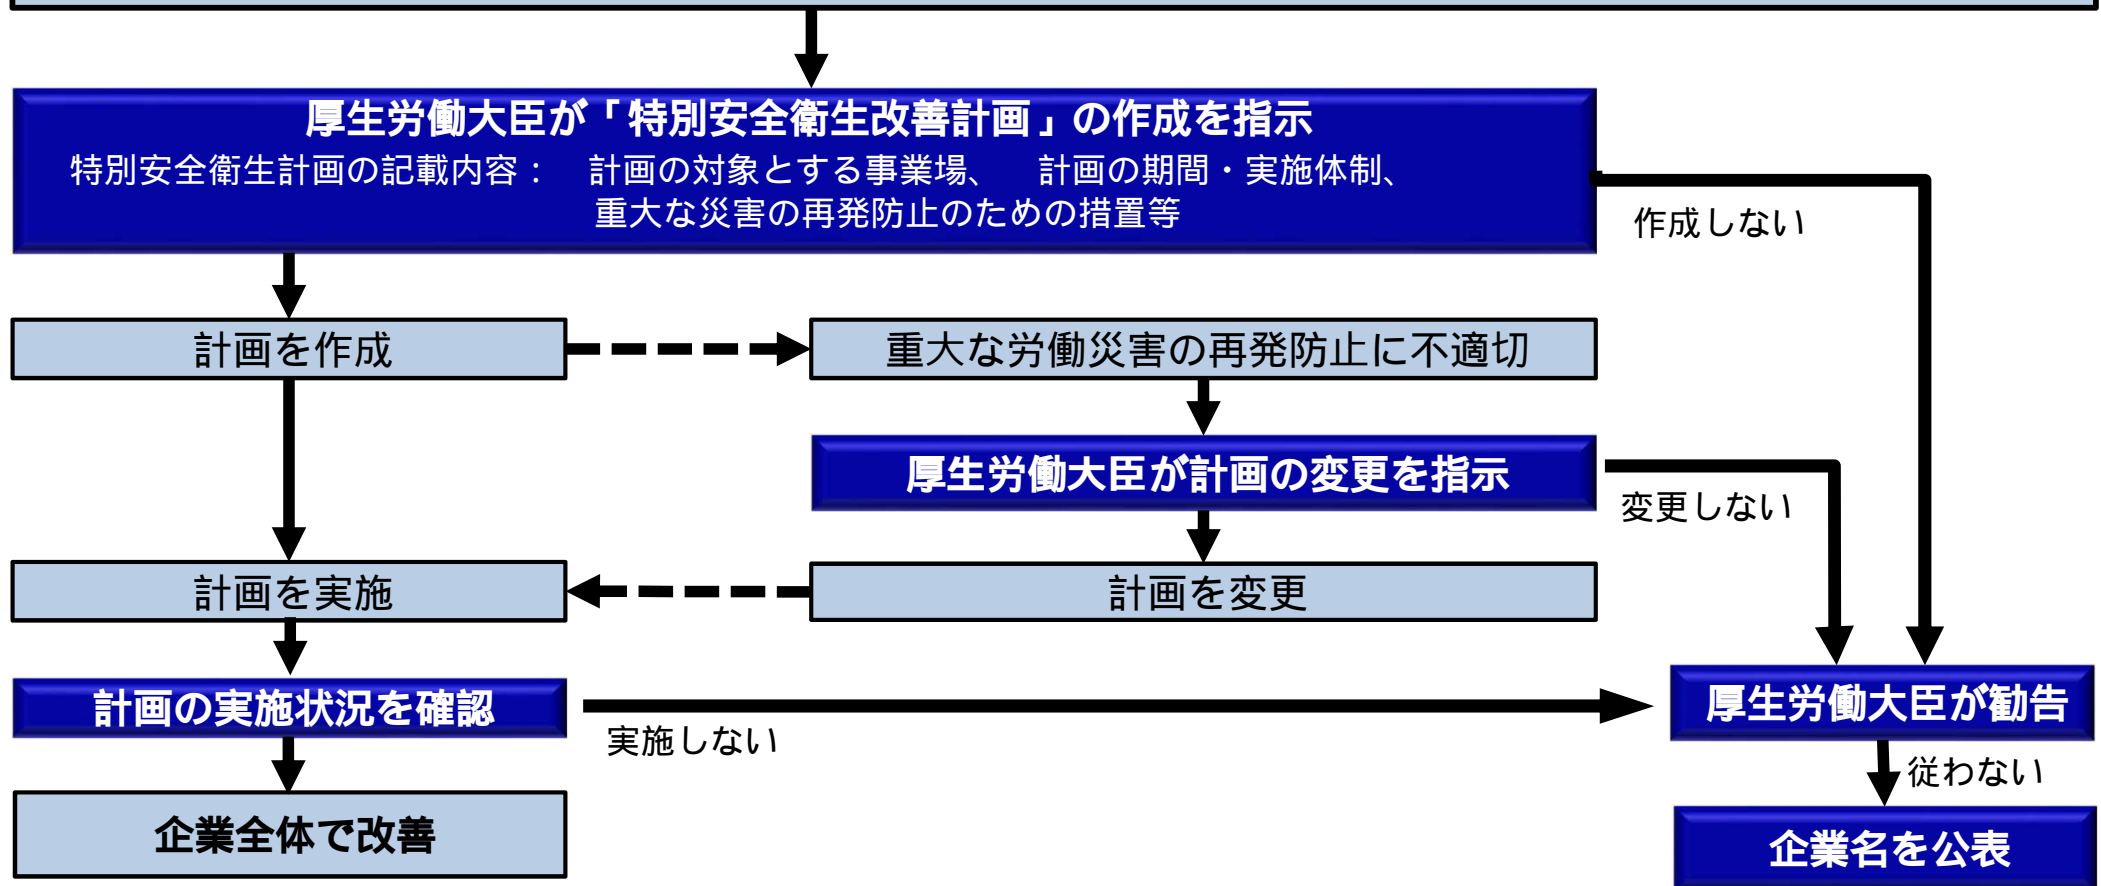 厚生労働大臣が「特別安全衛生改善計画」の作成を指示
特別安全衛生計画の記載内容： 計画の対象とする事業場、 計画の期間・実施体制、
重大な災害の再発防止のための措置等
作成しない
計画を作成
重大な労働災害の再発防止に不適切
厚生労働大臣が計画の変更を指示
変更しない
計画を実施
計画を変更
計画の実施状況を確認
実施しない
厚生労働大臣が勧告
従わない
企業全体で改善
企業名を公表